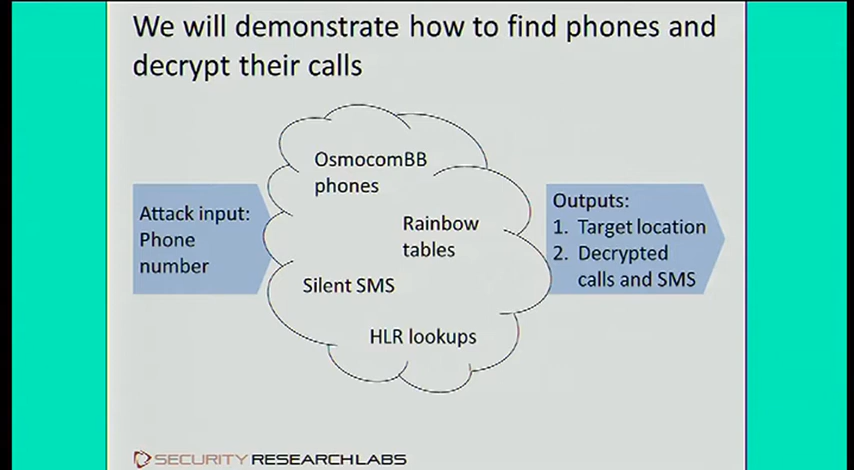 We will demonstrate how to find phones and
decrypt their calls
OsmocomBB
phones
Attack input:
Phone
number
Rainbow
tables
Silent SMS
HLR lookups
Outputs:
1. Target location
2. Decrypted
calls and SMS
SECURITY RESEARCH LABS